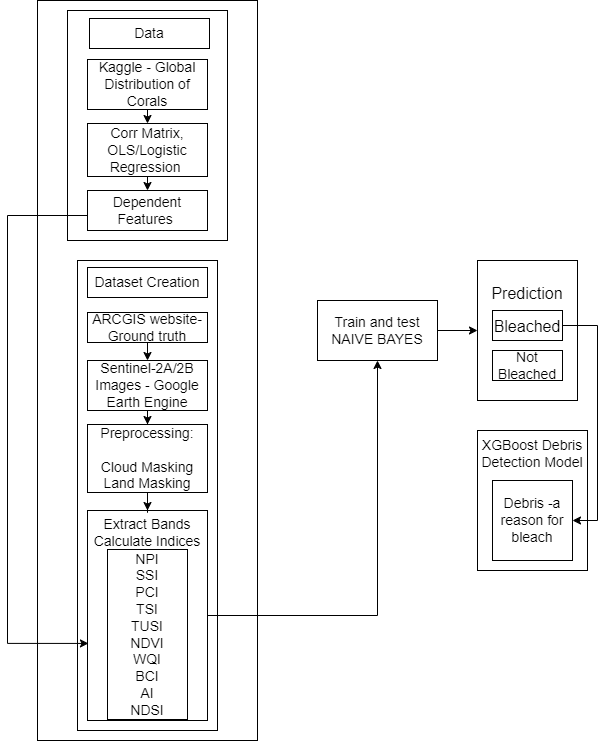 Data
Kaggle - Global
Distribution of
Corals
Corr Matrix,
OLS/Logistic
Regression
Dependent
Features
Dataset Creation
ARCGIS website-
Ground truth
Sentinel-2A/2B
Images - Google
Earth Engine
Preprocessing:
Cloud Masking
Land Masking
Extract Bands
Calculate Indices
NPI
SSI
PCI
TSI
TUSI
NDVI
WQI
BCI
AI
NDSI
Train and test
NAIVE BAYES
Prediction
Bleached
Not
Bleached
XGBoost Debris
Detection Model
Debris -a
reason for
bleach